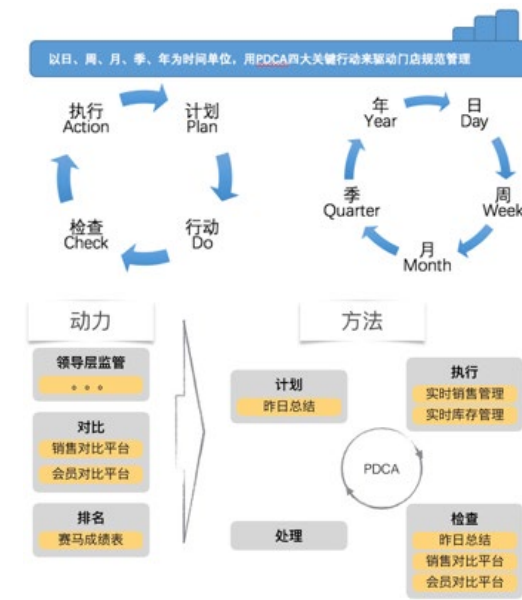 以日、周、月、季、年为时间单位，用PDCA四大关键行动来驱动门店规范管理
执行
Action
计划
Plan
检查
Check
行动
Do
年
Year
日
Day
季
Quarter
周
Week
月
Month
动力
领导层监管
。。。
对比
销售对比平台
会员对比平台
排名
赛马成绩表
方法
计划
昨日总结
执行
实时销售管理
实时库存管理
PDCA
处理
检查
昨日总结
销售对比平台
会员对比平台